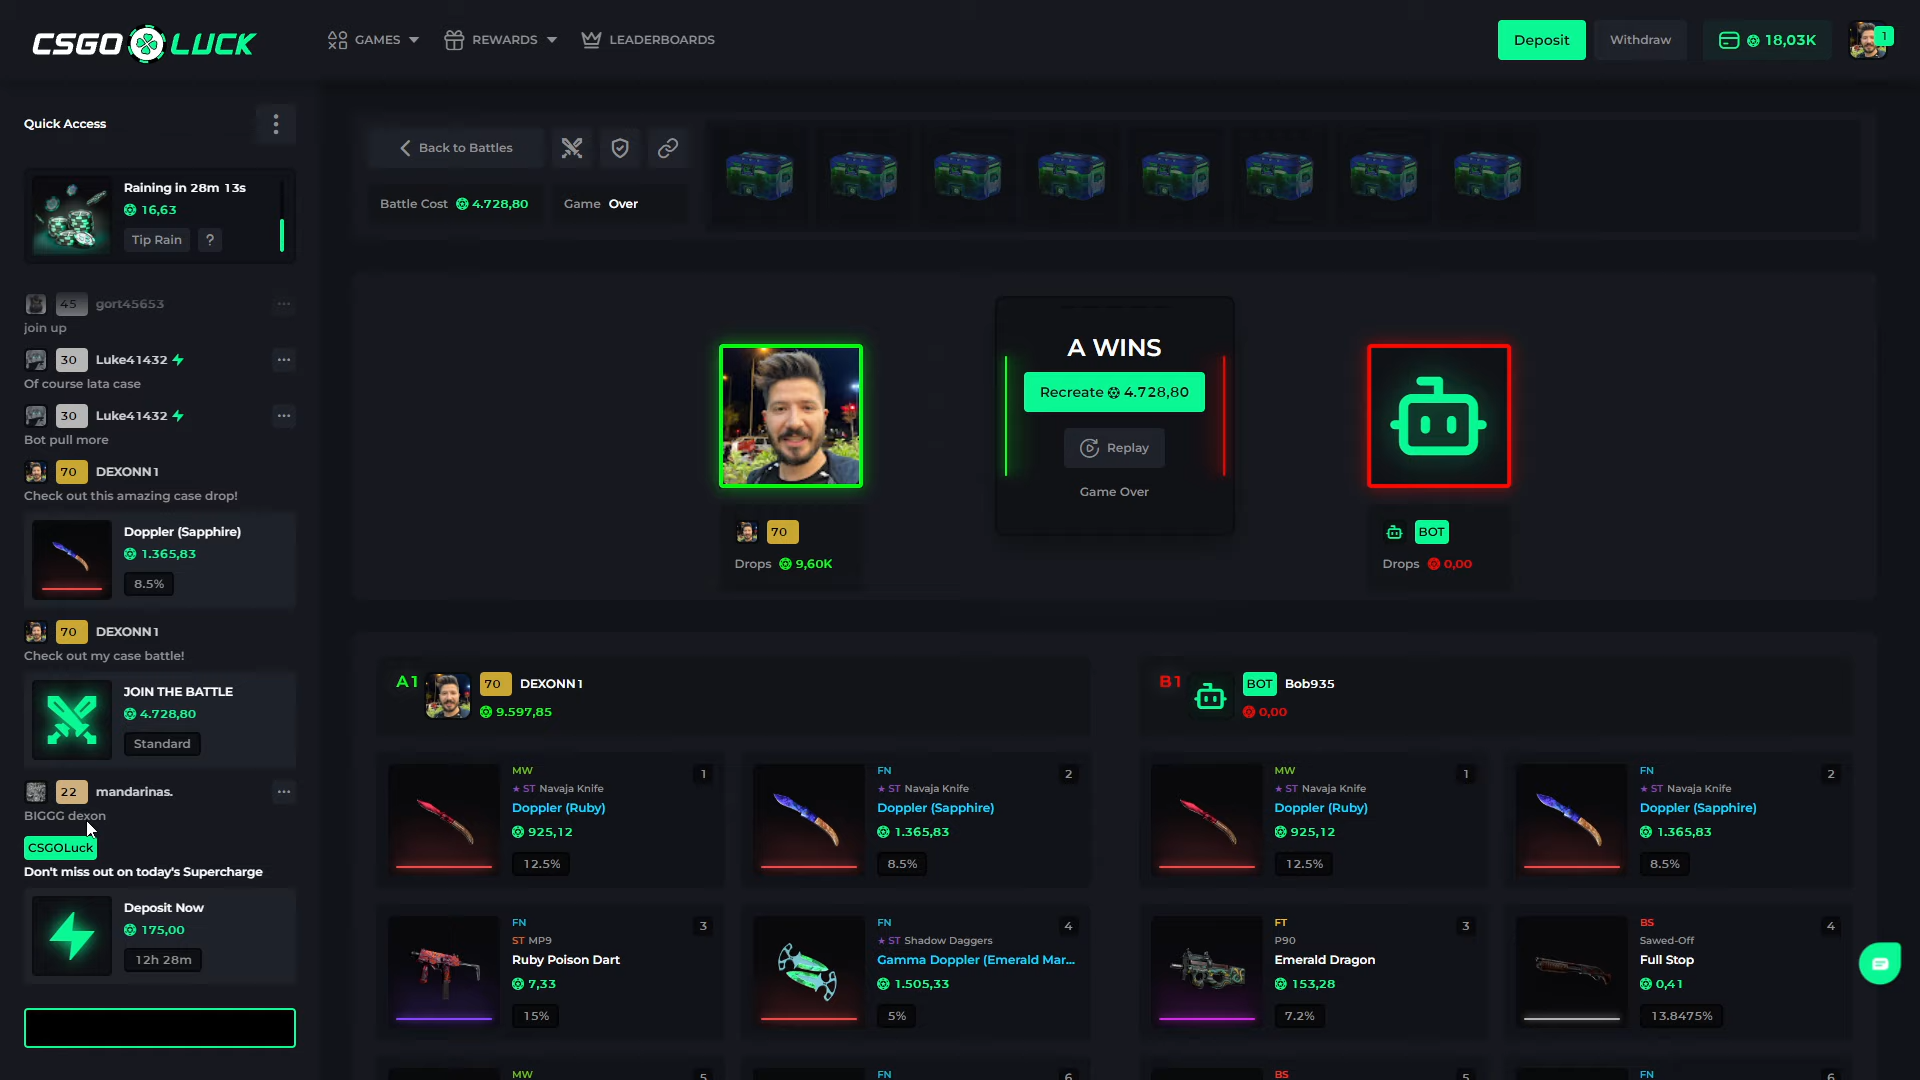 CSGO LUCK
GAMES
REWARDS
LEADERBOARDS
Deposit
Withdraw
18,03K
1
Quick Access
Raining in 28m 13s
16,63
Tip Rain
?
45 gort45653
join up
30 Luke41432
Of course lata case
30 Luke41432
Bot pull more
70 DEXONN1
Check out this amazing case drop!
Doppler (Sapphire)
1.365,83
8.5%
70 DEXONN1
Check out my case battle!
JOIN THE BATTLE
4.728,80
Standard
22 mandarinas.
BIGGG dexon
CSGOLuck
Don't miss out on today's Supercharge
Deposit Now
175,00
12h 28m
Back to Battles
Battle Cost 4.728,80
Game Over
A WINS
Recreate 4.728,80
Replay
Game Over
70
Drops 9,60K
BOT
Drops 0,00
A1
70 DEXONN1
9.597,85
MW 1
★ ST Navaja Knife
Doppler (Ruby)
925,12
12.5%
FN 2
★ ST Navaja Knife
Doppler (Sapphire)
1.365,83
8.5%
FN 3
ST MP9
Ruby Poison Dart
7,33
15%
FN 4
★ ST Shadow Daggers
Gamma Doppler (Emerald Mar...
1.505,33
5%
MW 5
FN 6
B1
BOT Bob935
0,00
MW 1
★ ST Navaja Knife
Doppler (Ruby)
925,12
12.5%
FN 2
★ ST Navaja Knife
Doppler (Sapphire)
1.365,83
8.5%
FT 3
P90
Emerald Dragon
153,28
7.2%
BS 4
Sawed-Off
Full Stop
0,41
13.8475%
BS 5
FN 6